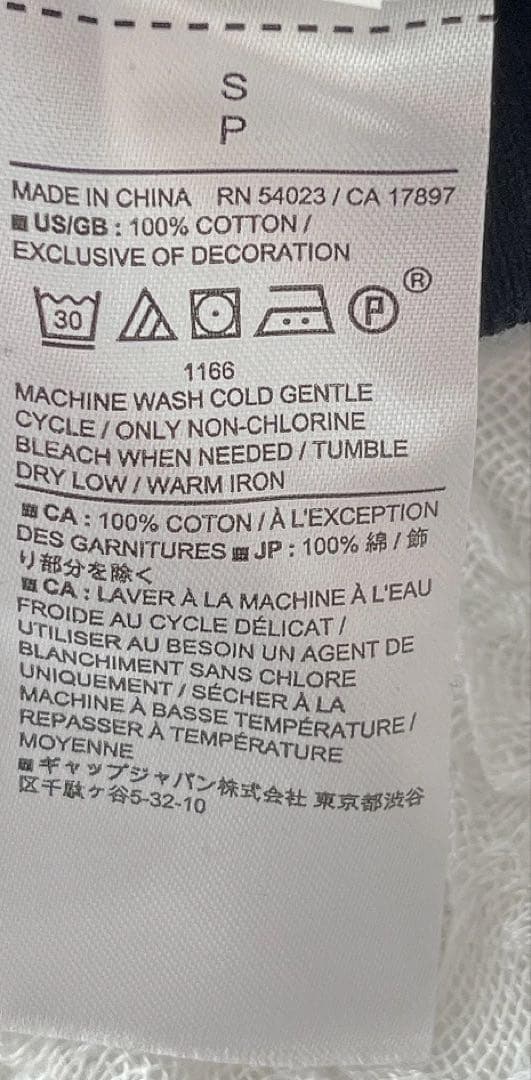 S
P
MADE IN CHINA RN 54023 / CA 17897
US/GB : 100% COTTON /
EXCLUSIVE OF DECORATION
30 P ®
1166
MACHINE WASH COLD GENTLE
CYCLE / ONLY NON-CHLORINE
BLEACH WHEN NEEDED / TUMBLE
DRY LOW / WARM IRON
CA : 100% COTON / À L'EXCEPTION
DES GARNITURES JP : 100% 綿 / 飾
り部分を除く
CA : LAVER À LA MACHINE À L'EAU
FROIDE AU CYCLE DÉLICAT /
UTILISER AU BESOIN UN AGENT DE
BLANCHIMENT SANS CHLORE
UNIQUEMENT / SÉCHER À LA
MACHINE À BASSE TEMPÉRATURE /
REPASSER À TEMPÉRATURE
MOYENNE
ギャップジャパン株式会社 東京都渋谷
区千駄ヶ谷5-32-10